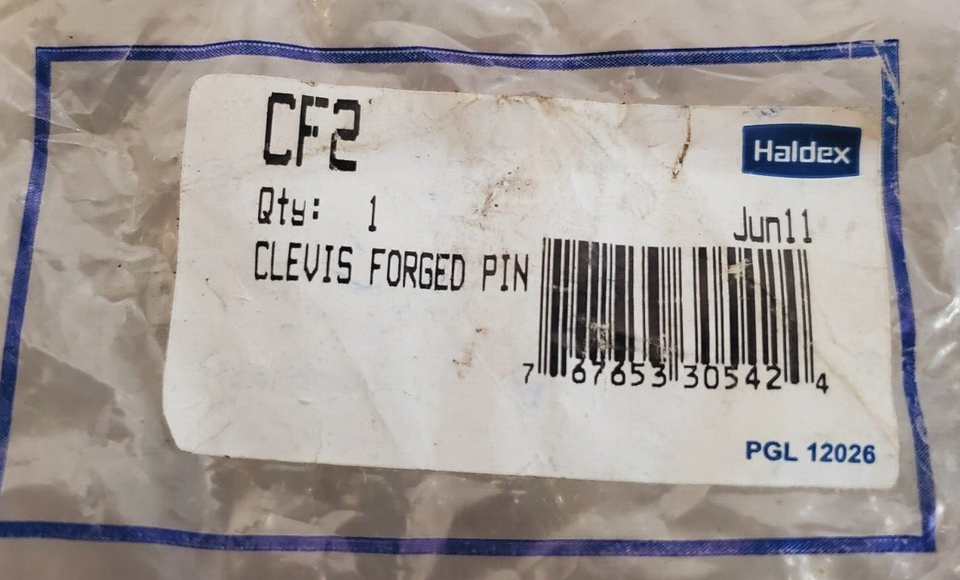 CF2
Haldex
Qty: 1
Jun11
CLEVIS FORGED PIN
7 67653 30542 4
PGL 12026